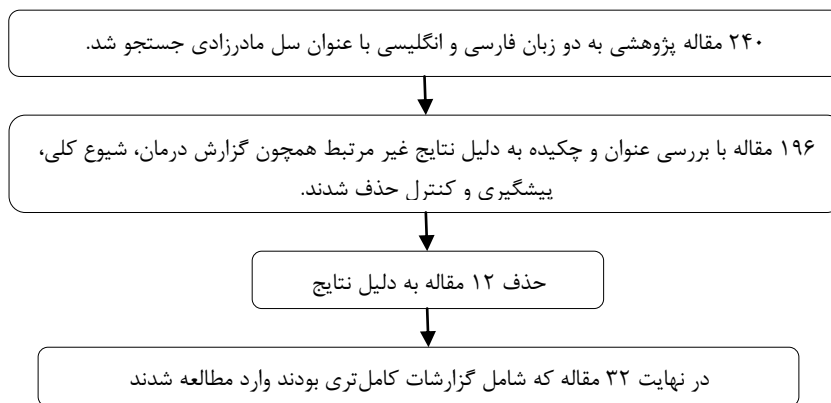 ۲۴۰ مقاله پژوهشی به دو زبان فارسی و انگلیسی با عنوان سل مادرزادی جستجو شد.
۱۹۶ مقاله با بررسی عنوان و چکیده به دلیل نتایج غیر مرتبط همچون گزارش درمان، شیوع کلی،
پیشگیری و کنترل حذف شدند.
حذف ۱۲ مقاله به دلیل نتایج
در نهایت ۳۲ مقاله که شامل گزارشات کامل‌تری بودند وارد مطالعه شدند